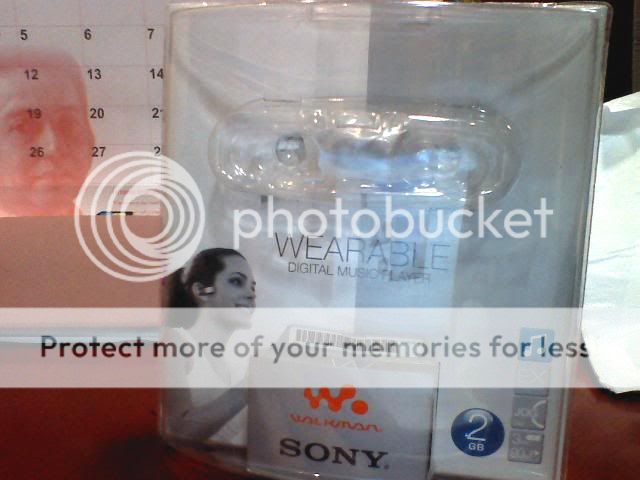 5 6 7
12 13 14
19 20 21
26 27
photobucket
WEARABLE
DIGITAL MUSIC PLAYER
Protect more of your memories for less
WALKMAN
SONY
2
GB